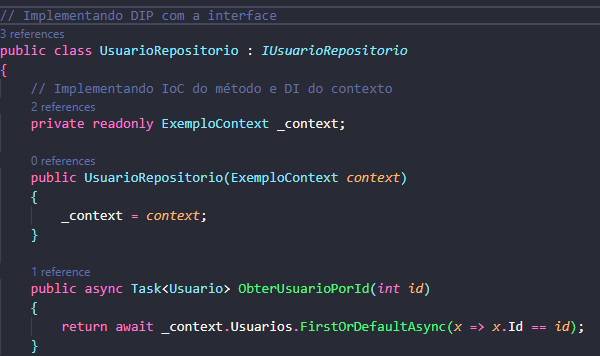 // Implementando DIP com a interface
3 references
public class UsuarioRepositorio : IUsuarioRepositorio
{
// Implementando IoC do método e DI do contexto
2 references
private readonly ExemploContext _context;
0 references
public UsuarioRepositorio(ExemploContext context)
{
_context = context;
}
1 reference
public async Task<Usuario> ObterUsuarioPorId(int id)
{
return await _context.Usuarios.FirstOrDefaultAsync(x => x.Id == id);
}